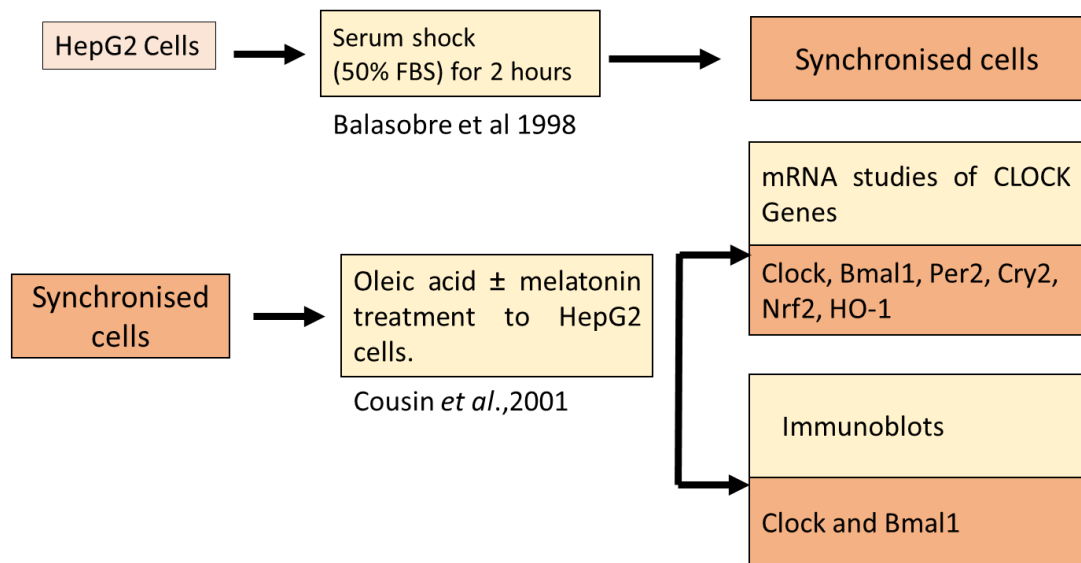 HepG2 Cells
Serum shock
(50% FBS) for 2 hours
Synchronised cells
Balasobre et al 1998
mRNA studies of CLOCK
Genes
Clock, Bmal1, Per2, Cry2,
Nrf2, HO-1
Synchronised
cells
Oleic acid ± melatonin
treatment to HepG2
cells.
Cousin et al.,2001
Immunoblots
Clock and Bmal1